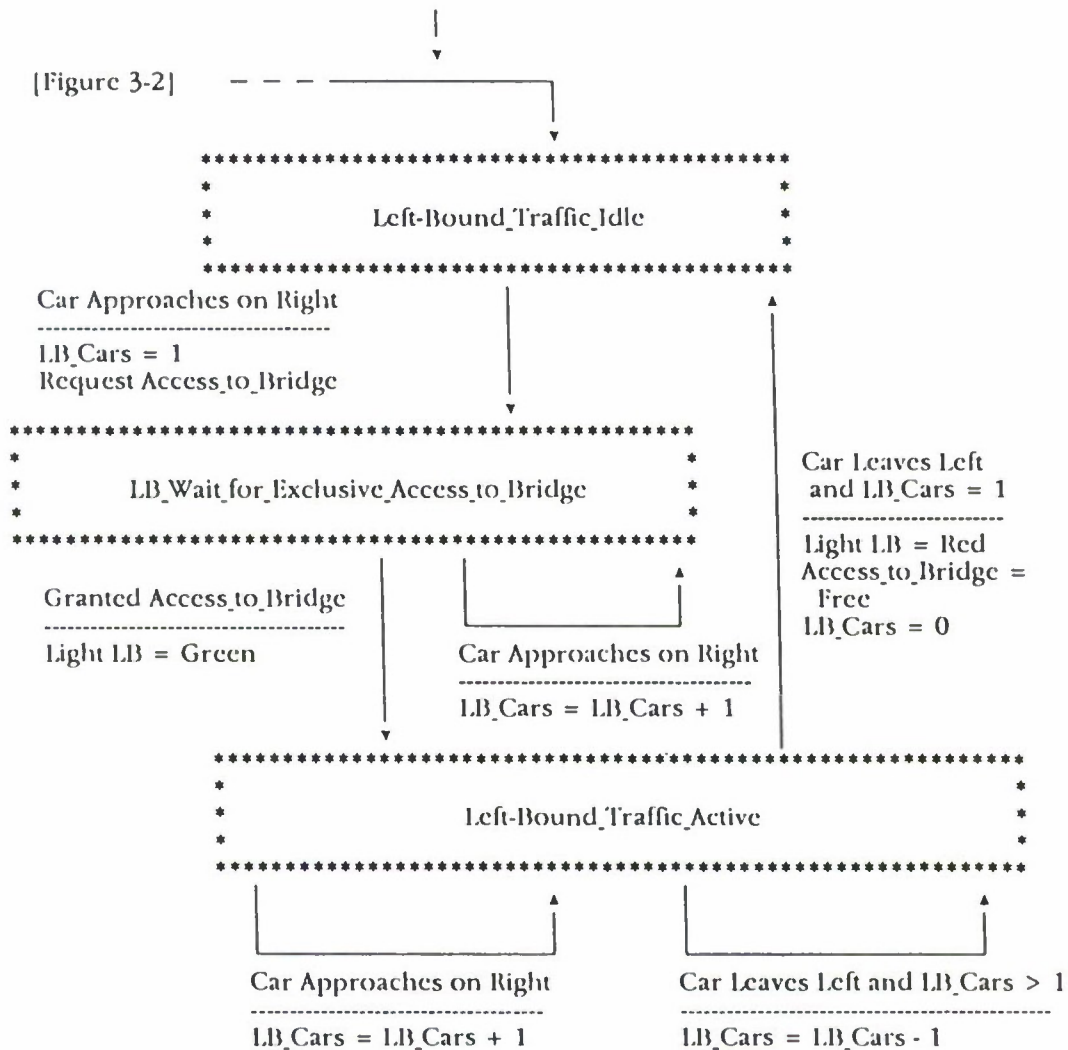 [Figure 3-2]
Left-Bound_Traffic_Idle
Car Approaches on Right
LB_Cars = 1
Request Access_to_Bridge
LB_Wait_for_Exclusive_Access_to_Bridge
Car Leaves Left
and LB_Cars = 1
Light LB = Red
Access_to_Bridge =
Free
LB_Cars = 0
Granted Access_to_Bridge
Light LB = Green
Car Approaches on Right
LB_Cars = LB_Cars + 1
Left-Bound_Traffic_Active
Car Approaches on Right
LB_Cars = LB_Cars + 1
Car Leaves Left and LB_Cars > 1
LB_Cars = LB_Cars - 1